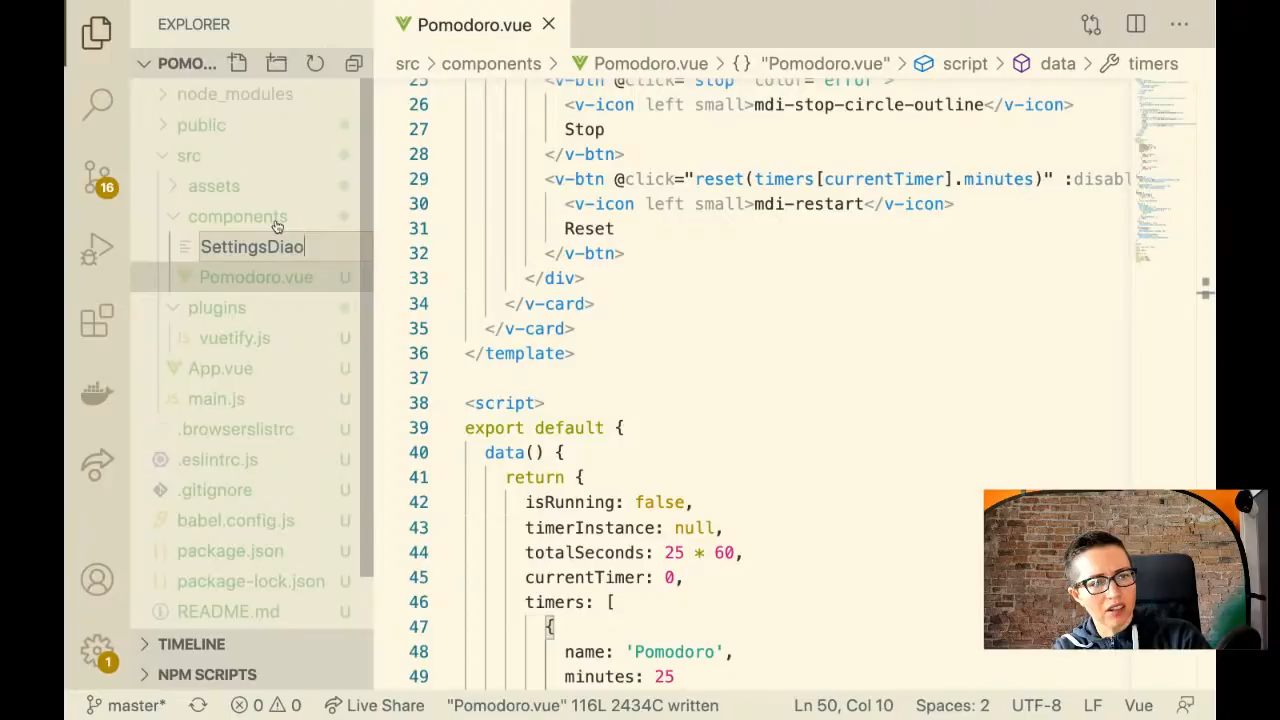 EXPLORER
Pomodoro.vue
POMO...
src > components > Pomodoro.vue > {} "Pomodoro.vue" > script > data > timers
node_modules
public
src
assets
components
SettingsDiao
Pomodoro.vue U
plugins
vuetify.js U
App.vue U
main.js U
.browserslistrc U
.eslintrc.js U
.gitignore U
babel.config.js U
package.json U
package-lock.json U
README.md U
TIMELINE
NPM SCRIPTS
16
1
25 <v-btn @click="stop" color="error">
26 <v-icon left small>mdi-stop-circle-outline</v-icon>
27 Stop
28 </v-btn>
29 <v-btn @click="reset(timers[currentTimer].minutes)" :disabl
30 <v-icon left small>mdi-restart</v-icon>
31 Reset
32 </v-btn>
33 </div>
34 </v-card>
35 </v-card>
36 </template>
37
38 <script>
39 export default {
40 data() {
41 return {
42 isRunning: false,
43 timerInstance: null,
44 totalSeconds: 25 * 60,
45 currentTimer: 0,
46 timers: [
47 {
48 name: 'Pomodoro',
49 minutes: 25
master* 0 0 Live Share "Pomodoro.vue" 116L 2434C written Ln 50, Col 10 Spaces: 2 UTF-8 LF Vue